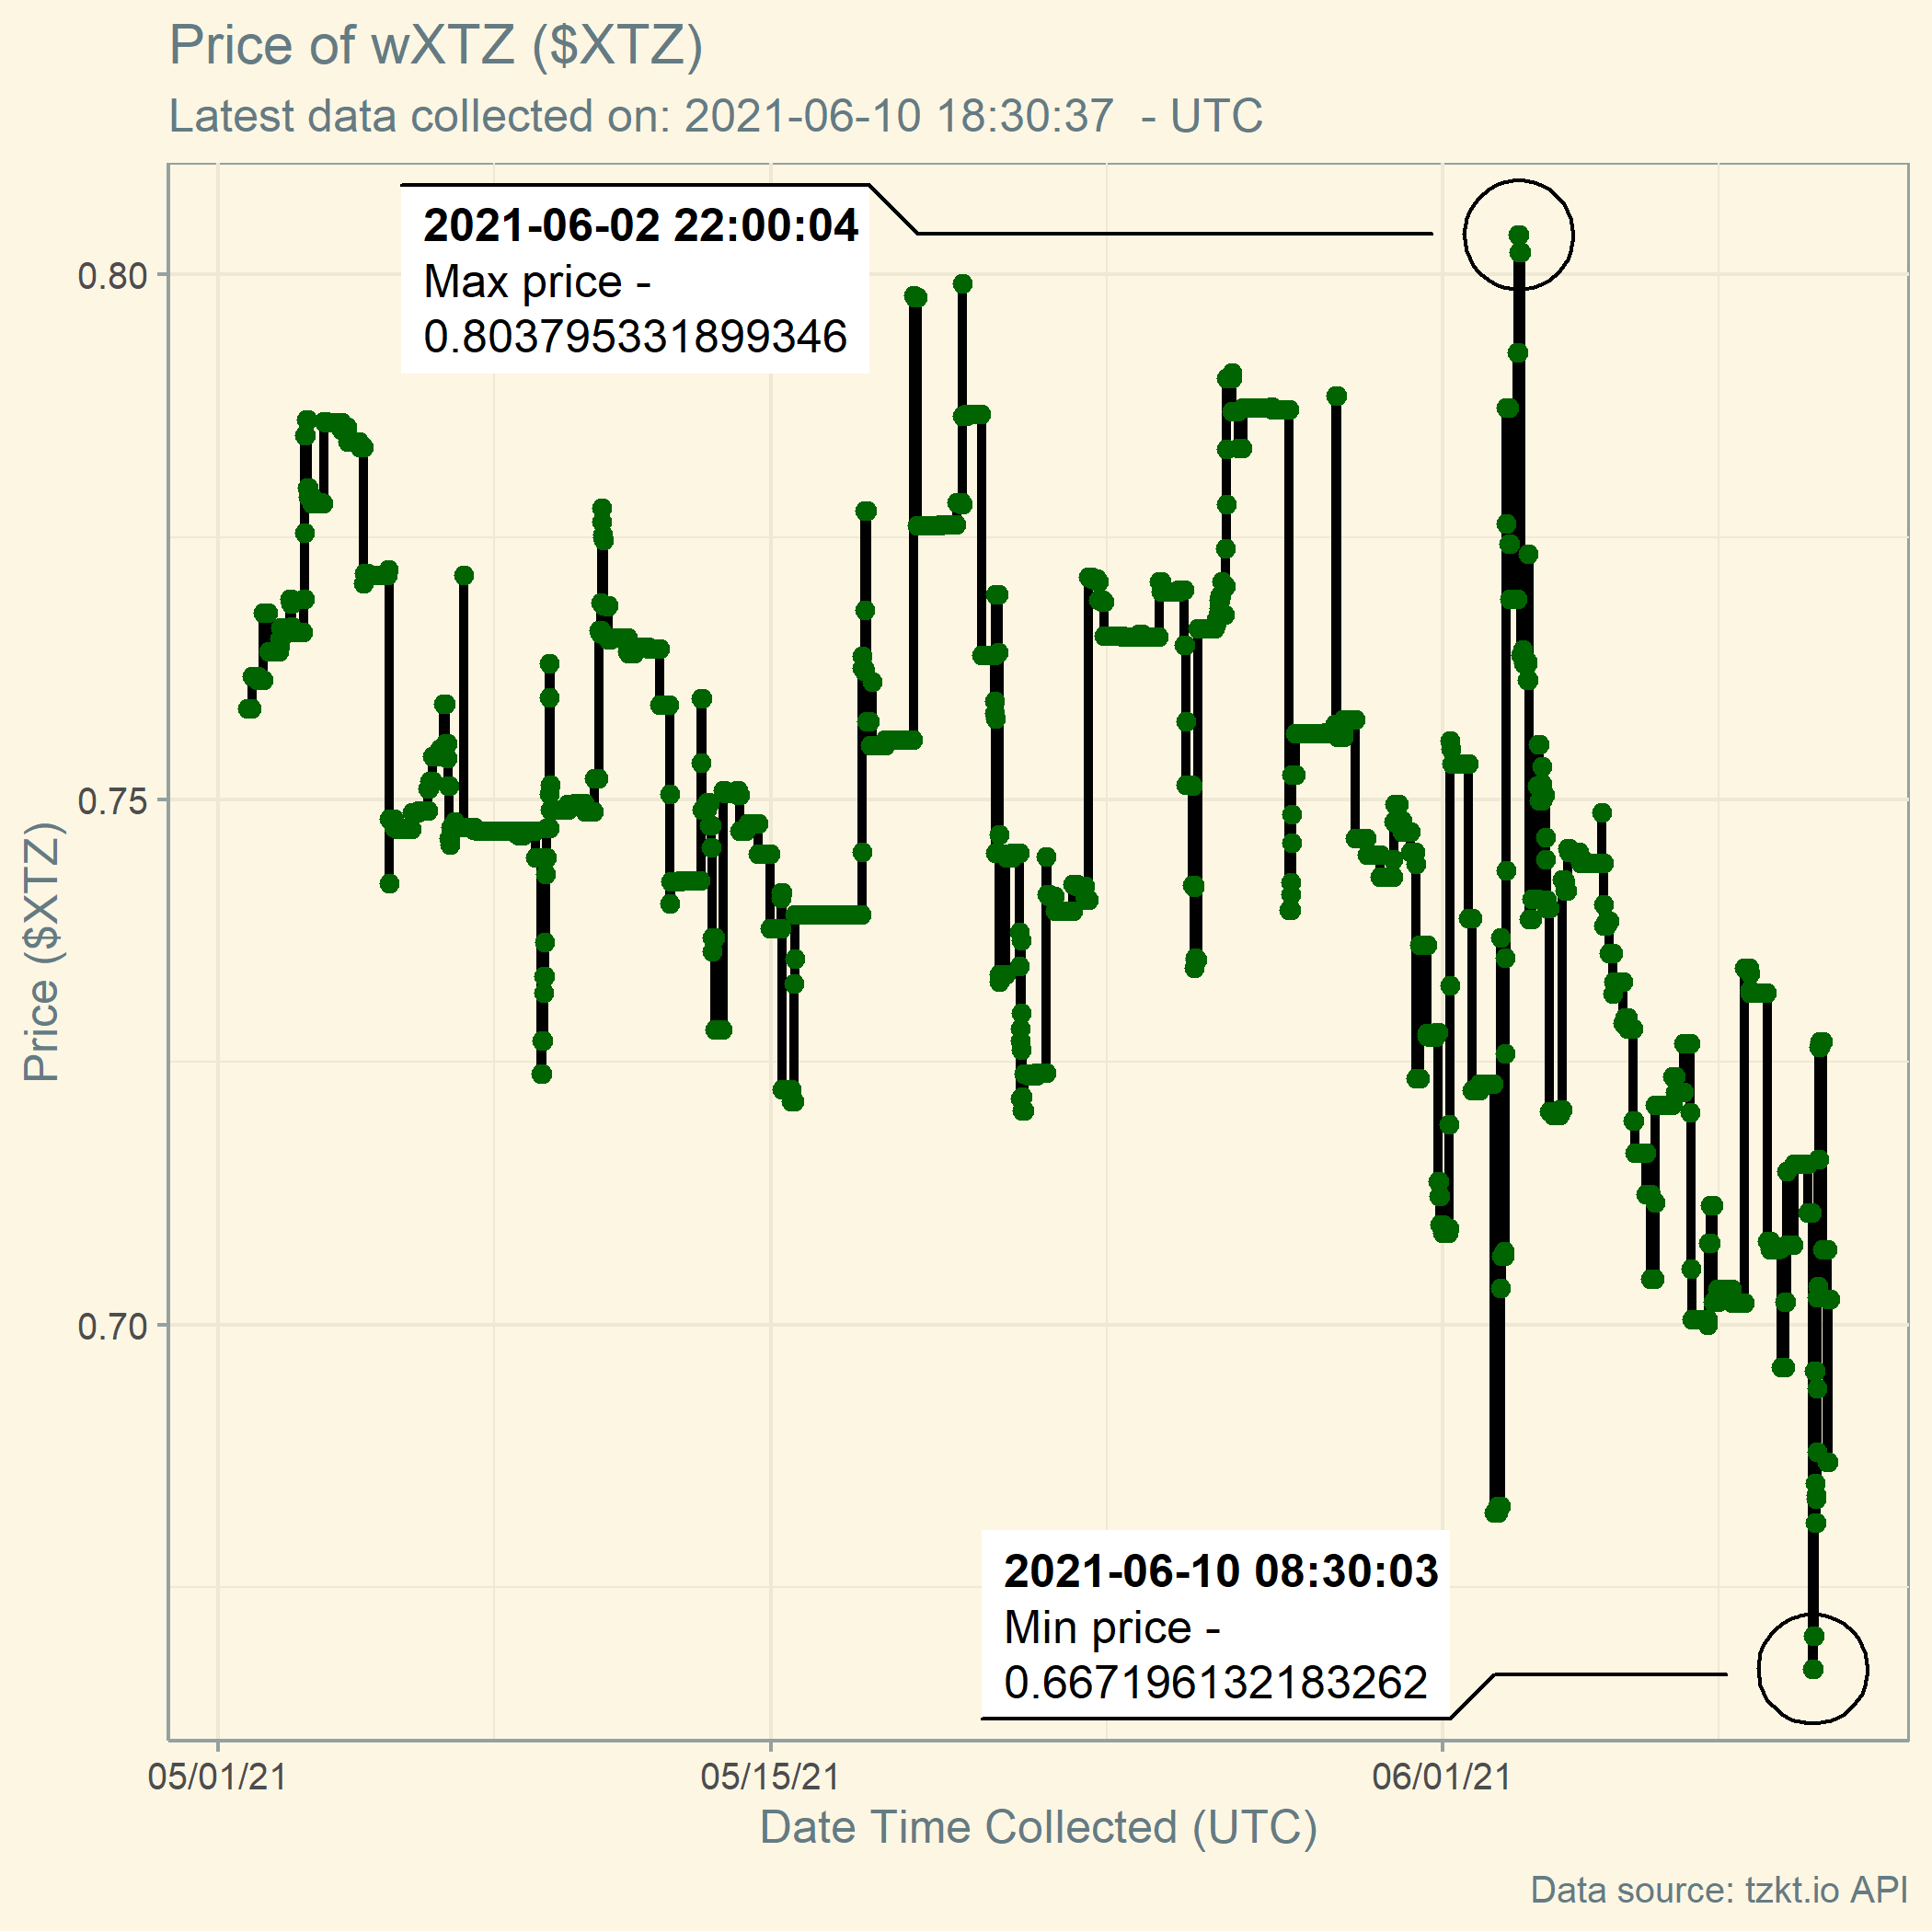 Price of wXTZ ($XTZ)
Latest data collected on: 2021-06-10 18:30:37  - UTC
2021-06-02 22:00:04
Max price -
0.803795331899346
0.80
0.75
0.70
Price ($XTZ)
2021-06-10 08:30:03
Min price -
0.667196132183262
05/01/21
05/15/21
06/01/21
Date Time Collected (UTC)
Data source: tzkt.io API